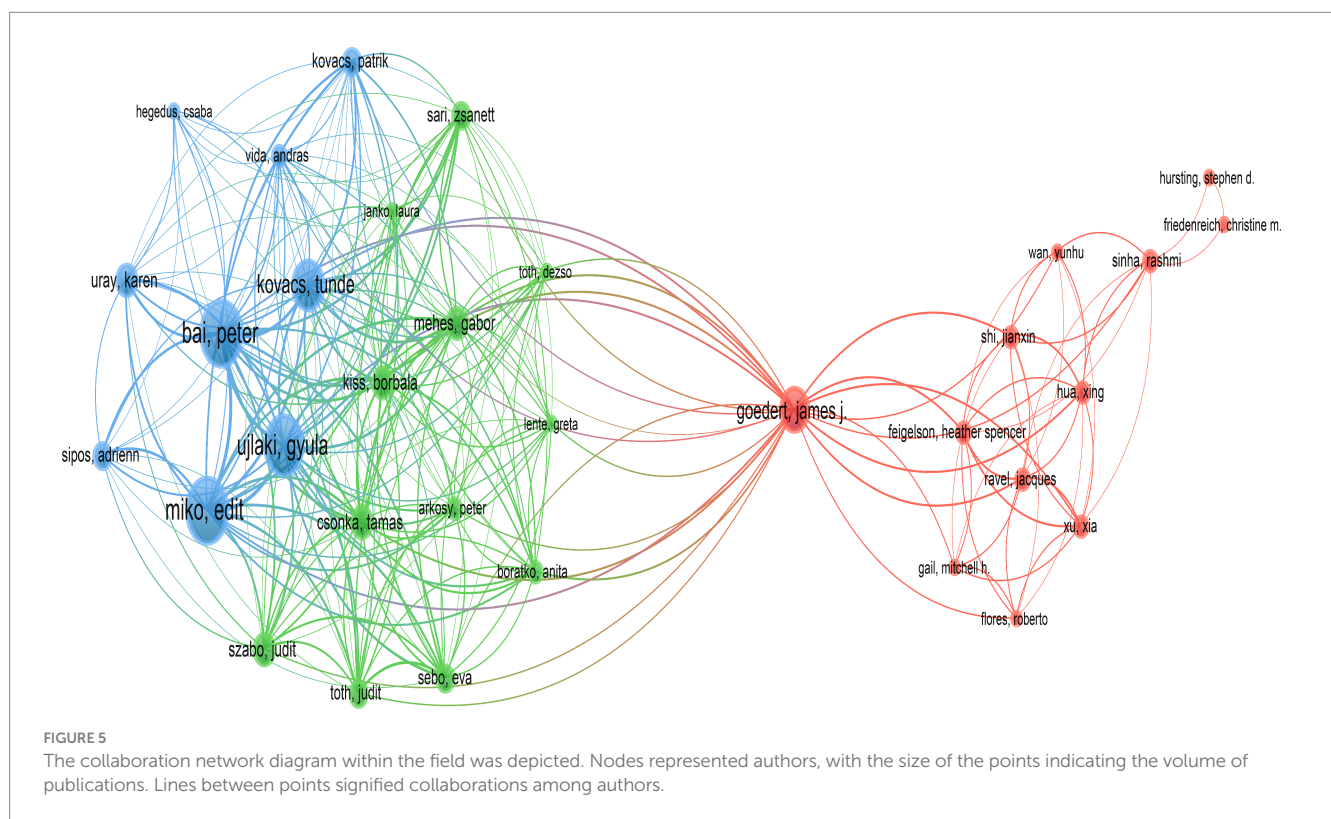 kovacs, patrik
hegedus, csaba
sari, zsanett
vida, andras
hursting, stephen d.
janko, laura
friedenreich, christine m.
wan, yunhu
sinha, rashmi
toth, dezso
uray, karen
kovacs, tunde
mehes, gabor
bai, peter
shi, jianxin
kiss, borbala
hua, xing
goedert, james j.
lente, greta
feigelson, heather spencer
ujlaki, gyula
sipos, adrienn
ravel, jacques
miko, edit
arkosy, peter
csonka, tamas
xu, xia
boratko, anita
gail, mitchell h.
flores, roberto
szabo, judit
sebo, eva
toth, judit
FIGURE 5
The collaboration network diagram within the field was depicted. Nodes represented authors, with the size of the points indicating the volume of
publications. Lines between points signified collaborations among authors.